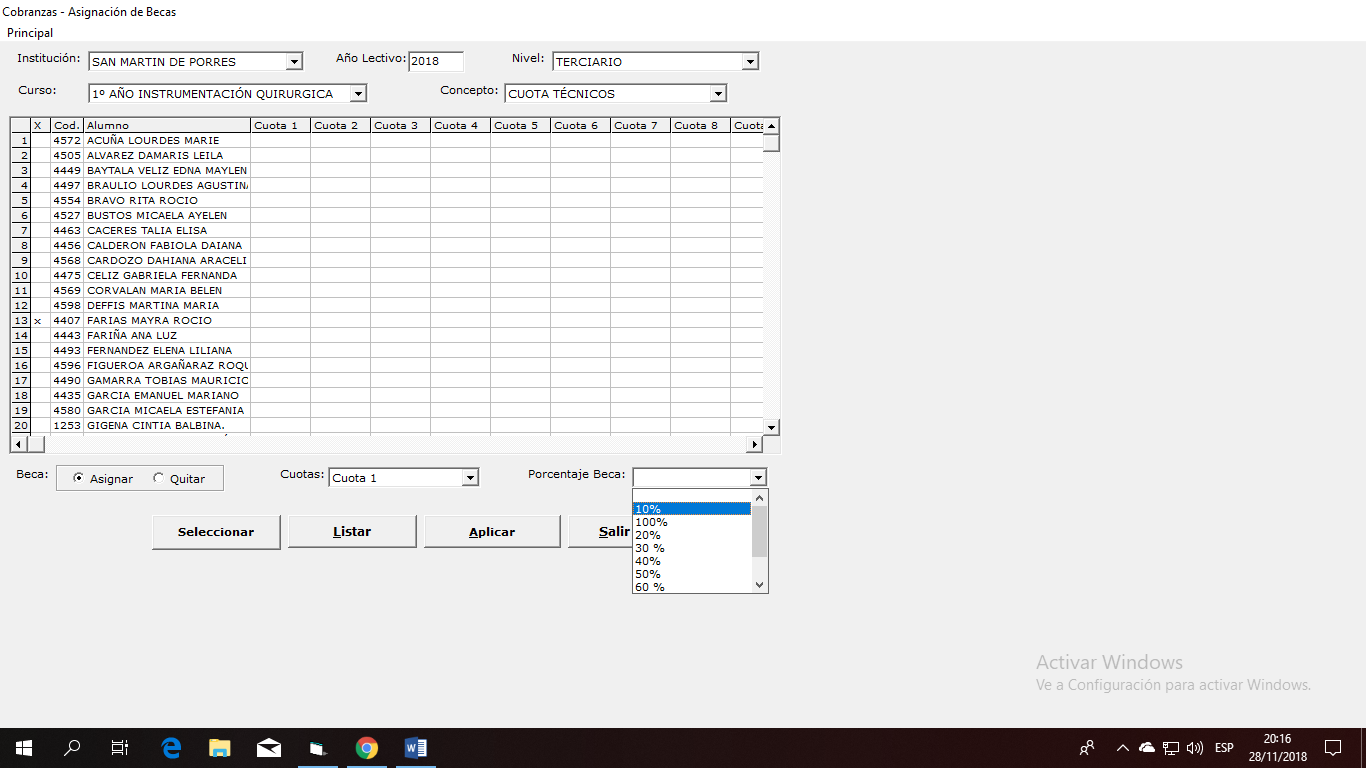 Cobranzas - Asignación de Becas
Principal
Institución: SAN MARTIN DE PORRES Año Lectivo: 2018 Nivel: TERCIARIO
Curso: 1º AÑO INSTRUMENTACIÓN QUIRURGICA Concepto: CUOTA TÉCNICOS
X Cod. Alumno Cuota 1 Cuota 2 Cuota 3 Cuota 4 Cuota 5 Cuota 6 Cuota 7 Cuota 8 Cuota
1 4572 ACUÑA LOURDES MARIE
2 4505 ALVAREZ DAMARIS LEILA
3 4449 BAYTALA VELIZ EDNA MAYLEN
4 4497 BRAULIO LOURDES AGUSTINA
5 4554 BRAVO RITA ROCIO
6 4527 BUSTOS MICAELA AYELEN
7 4463 CACERES TALIA ELISA
8 4456 CALDERON FABIOLA DAIANA
9 4568 CARDOZO DAHIANA ARACELI
10 4475 CELIZ GABRIELA FERNANDA
11 4569 CORVALAN MARIA BELEN
12 4598 DEFFIS MARTINA MARIA
13 x 4407 FARIAS MAYRA ROCIO
14 4443 FARIÑA ANA LUZ
15 4493 FERNANDEZ ELENA LILIANA
16 4596 FIGUEROA ARGAÑARAZ ROQU
17 4490 GAMARRA TOBIAS MAURICIO
18 4435 GARCIA EMANUEL MARIANO
19 4580 GARCIA MICAELA ESTEFANIA
20 1253 GIGENA CINTIA BALBINA.
Beca: Asignar Quitar Cuotas: Cuota 1 Porcentaje Beca:
10%
100%
20%
30 %
40%
50%
60 %
Seleccionar Listar Aplicar Salir
Activar Windows
Ve a Configuración para activar Windows.
ESP
20:16
28/11/2018